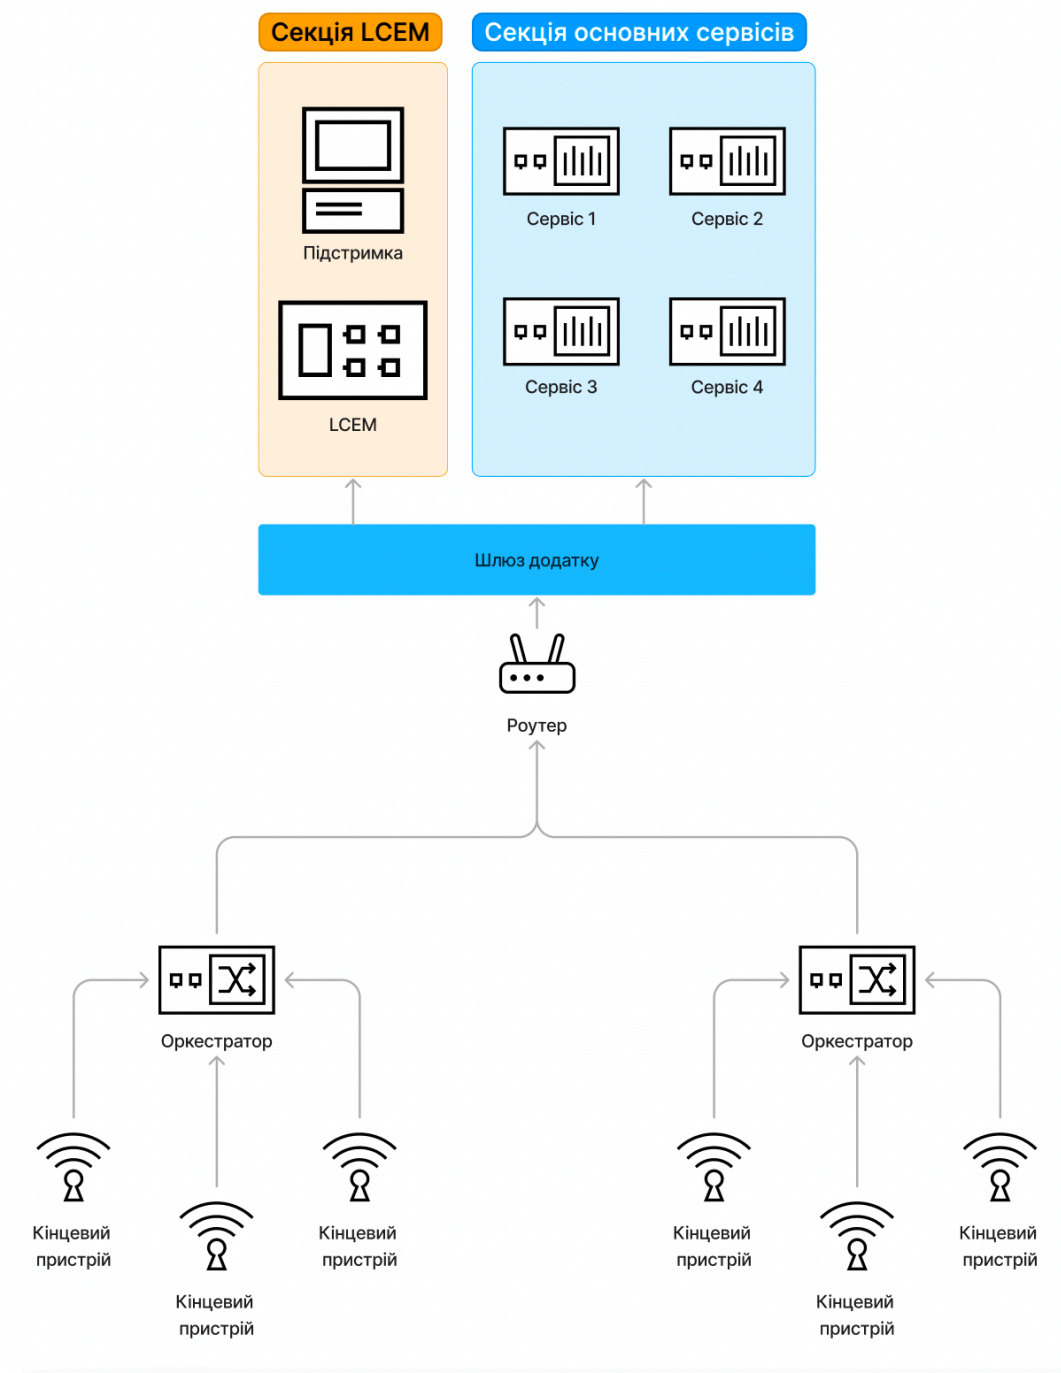 Секція LCEM
Секція основних сервісів
Підстримка
LCEM
Сервіс 1
Сервіс 2
Сервіс 3
Сервіс 4
Шлюз додатку
Роутер
Оркестратор
Оркестратор
Кінцевий
пристрій
Кінцевий
пристрій
Кінцевий
пристрій
Кінцевий
пристрій
Кінцевий
пристрій
Кінцевий
пристрій